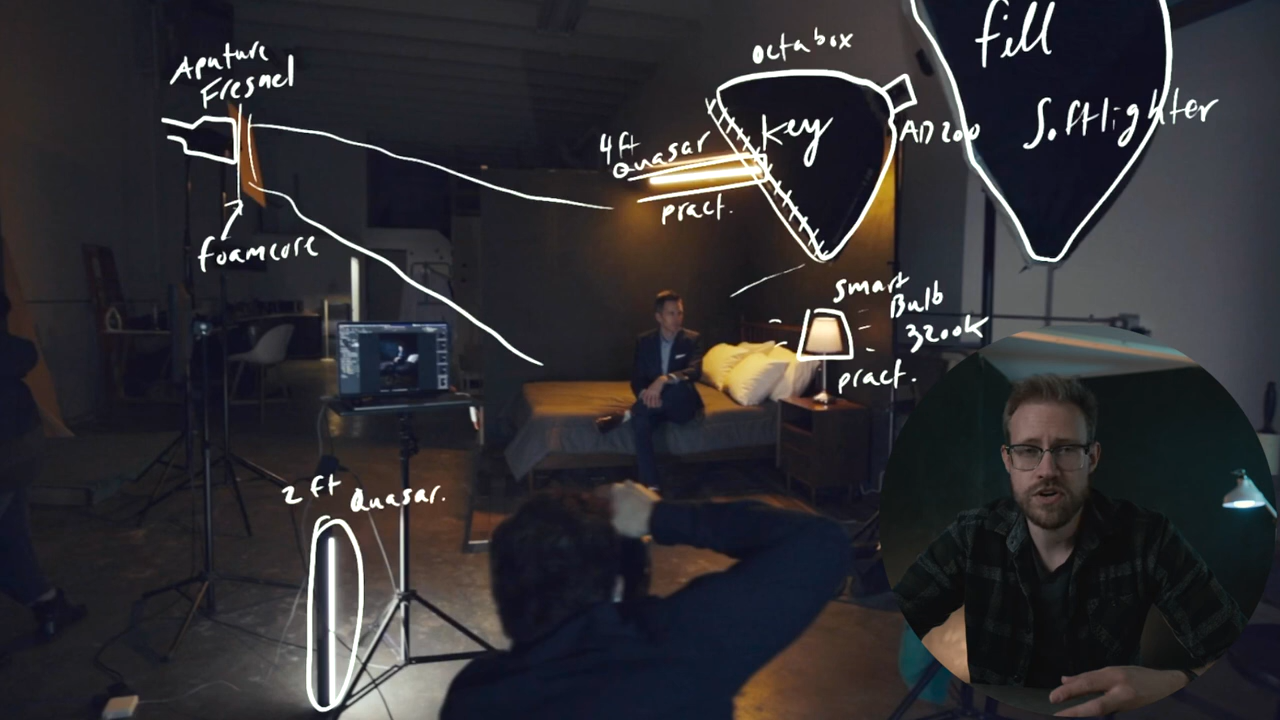 Aputure
Fresnel
foamcore
2 ft Quasar.
4ft
Quasar
pract.
octabox
key
AD200
fill
Softlighter
Smart
Bulb
3200K
pract.